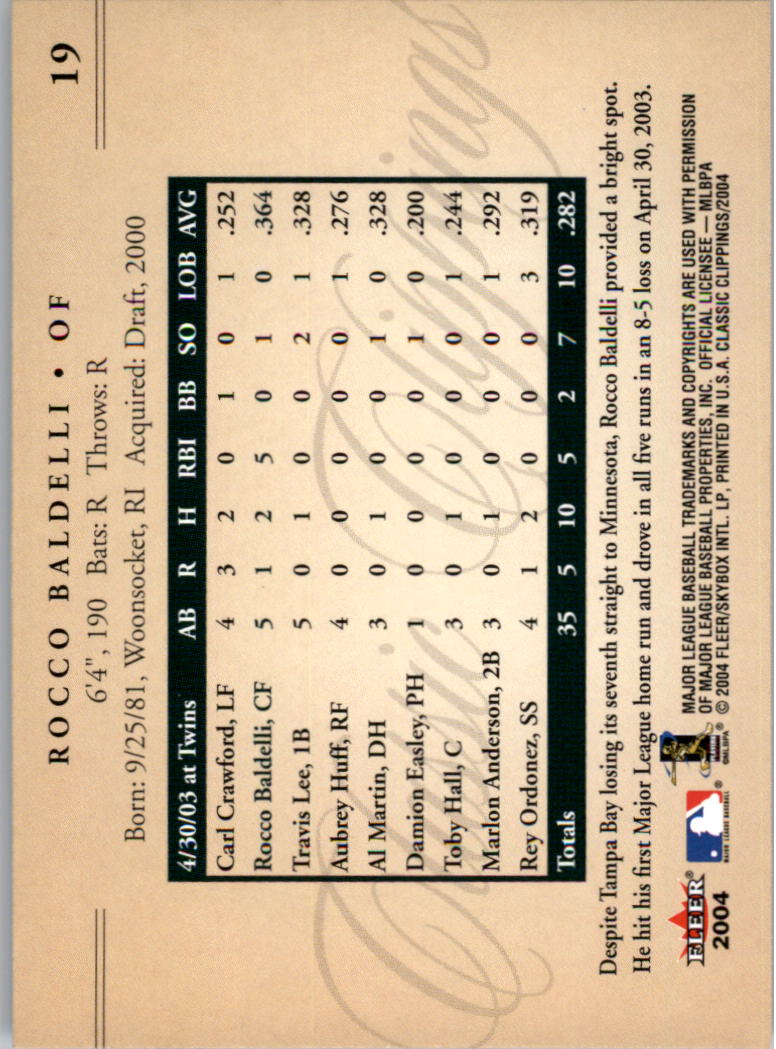 19
ROCCO BALDELLI • OF
6'4", 190 Bats: R Throws: R
Born: 9/25/81, Woonsocket, RI Acquired: Draft, 2000
4/30/03 at Twins AB R H RBI BB SO LOB AVG
Carl Crawford, LF 4 3 2 0 1 0 1 .252
Rocco Baldelli, CF 5 1 2 5 0 1 0 .364
Travis Lee, 1B 5 0 1 0 0 2 1 .328
Aubrey Huff, RF 4 0 0 0 0 0 1 .276
Al Martin, DH 3 0 1 0 0 1 0 .328
Damion Easley, PH 1 0 0 0 0 1 0 .200
Toby Hall, C 3 0 1 0 0 0 1 .244
Marlon Anderson, 2B 3 0 1 0 0 0 1 .292
Rey Ordonez, SS 4 1 2 0 0 0 3 .319
Totals 35 5 10 5 2 7 10 .282
Classic Clippings
Despite Tampa Bay losing its seventh straight to Minnesota, Rocco Baldelli provided a bright spot.
He hit his first Major League home run and drove in all five runs in an 8-5 loss on April 30, 2003.
FLEER®
2004
®
MAJOR LEAGUE BASEBALL
®
©MLBPA
MAJOR LEAGUE BASEBALL TRADEMARKS AND COPYRIGHTS ARE USED WITH PERMISSION
OF MAJOR LEAGUE BASEBALL PROPERTIES, INC. OFFICIAL LICENSEE — MLBPA
© 2004 FLEER/SKYBOX INTL. LP, PRINTED IN U.S.A. CLASSIC CLIPPINGS/2004